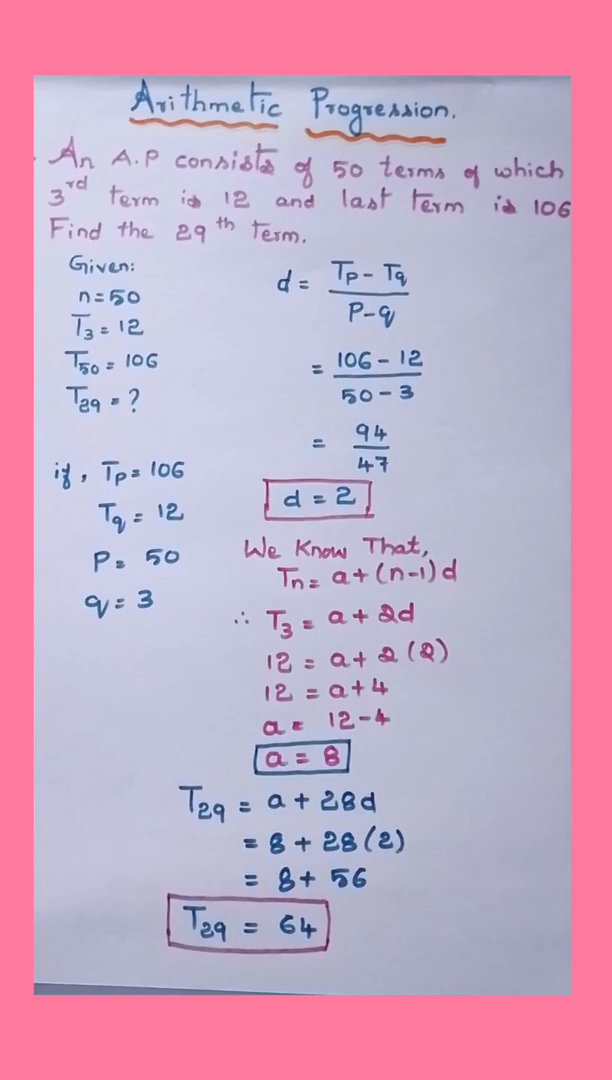 Arithmetic Progression.
An A.P consists of 50 terms of which
3rd term is 12 and last term is 106
Find the 29th term.
Given:
n=50
T3 = 12
T50 = 106
T29 = ?
if, Tp = 106
Tq = 12
P = 50
q = 3
d = Tp - Tq / P-q
= 106 - 12 / 50 - 3
= 94 / 47
d = 2
We Know That,
Tn = a+(n-1)d
∴ T3 = a + 2d
12 = a+ 2(2)
12 = a+4
a = 12-4
a = 8
T29 = a + 28d
= 8 + 28(2)
= 8+ 56
T29 = 64